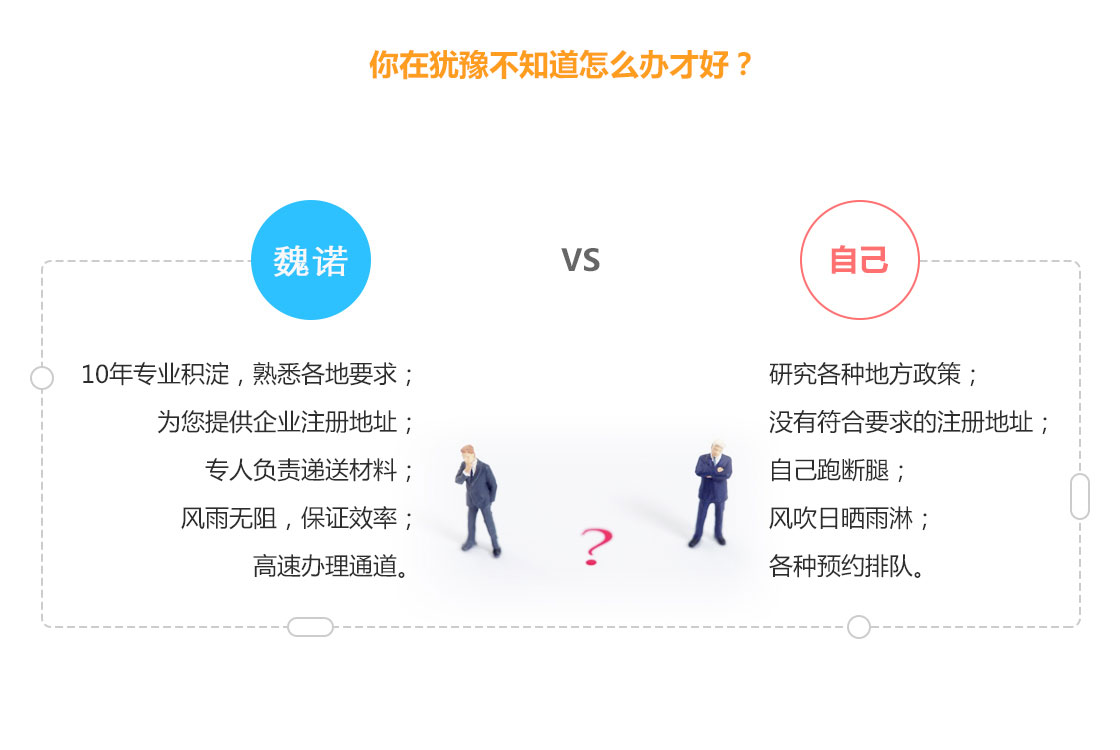 你在犹豫不知道怎么办才好？
魏诺
VS
自己
10年专业积淀，熟悉各地要求；
为您提供企业注册地址；
专人负责递送材料；
风雨无阻，保证效率；
高速办理通道。
?
研究各种地方政策；
没有符合要求的注册地址；
自己跑断腿；
风吹日晒雨淋；
各种预约排队。